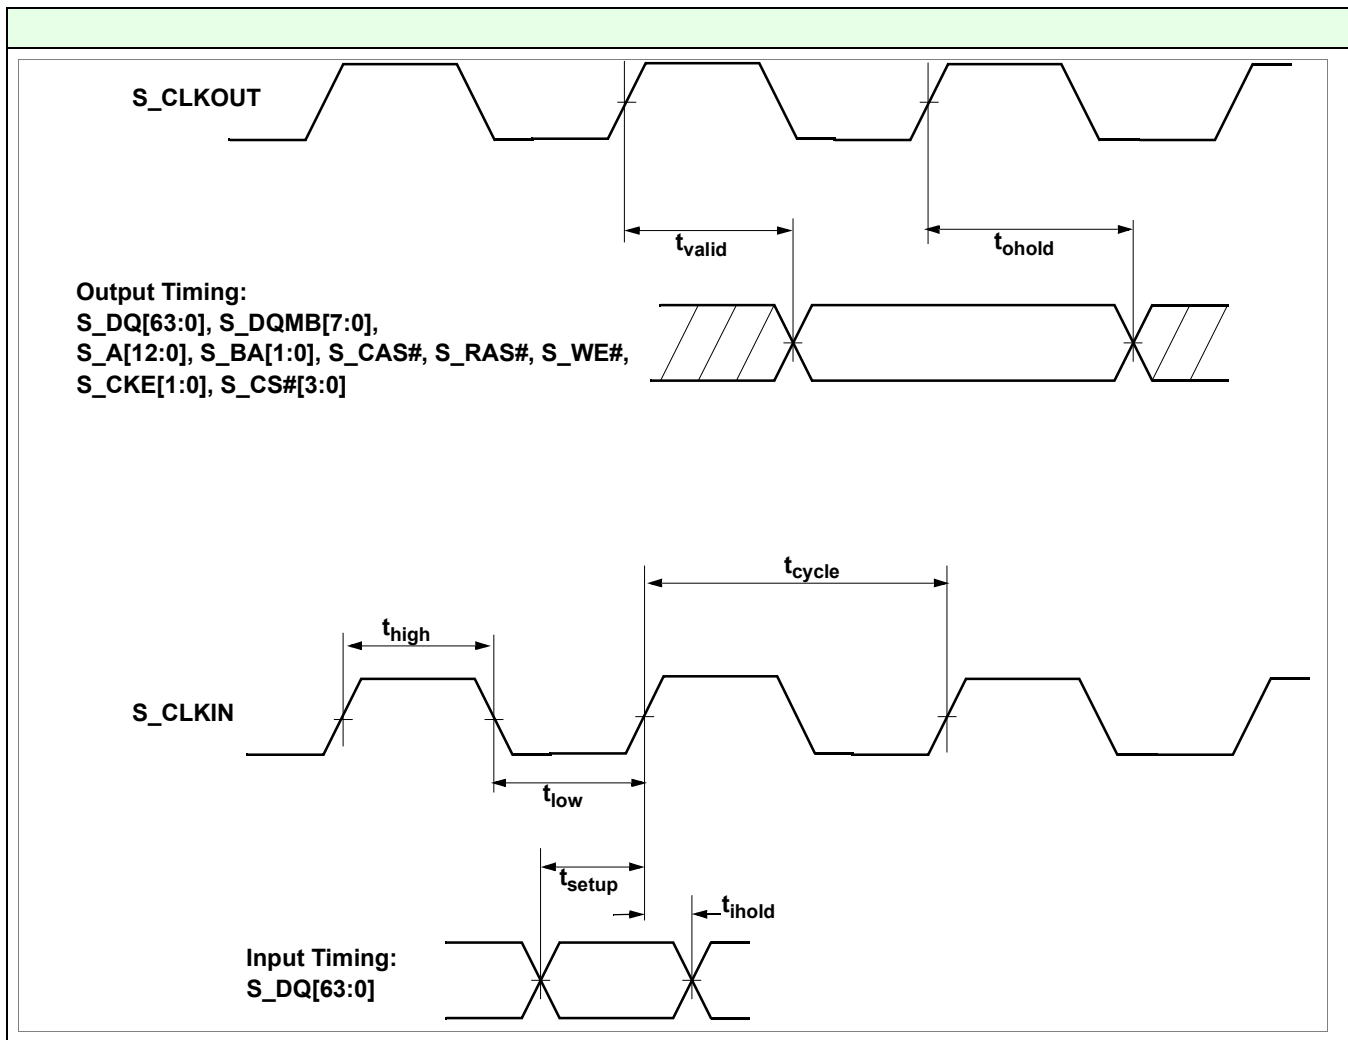 S_CLKOUT
tvalid
tohold
Output Timing:
S_DQ[63:0], S_DQMB[7:0],
S_A[12:0], S_BA[1:0], S_CAS#, S_RAS#, S_WE#,
S_CKE[1:0], S_CS#[3:0]
tcycle
thigh
S_CLKIN
tlow
tsetup
tihold
Input Timing:
S_DQ[63:0]